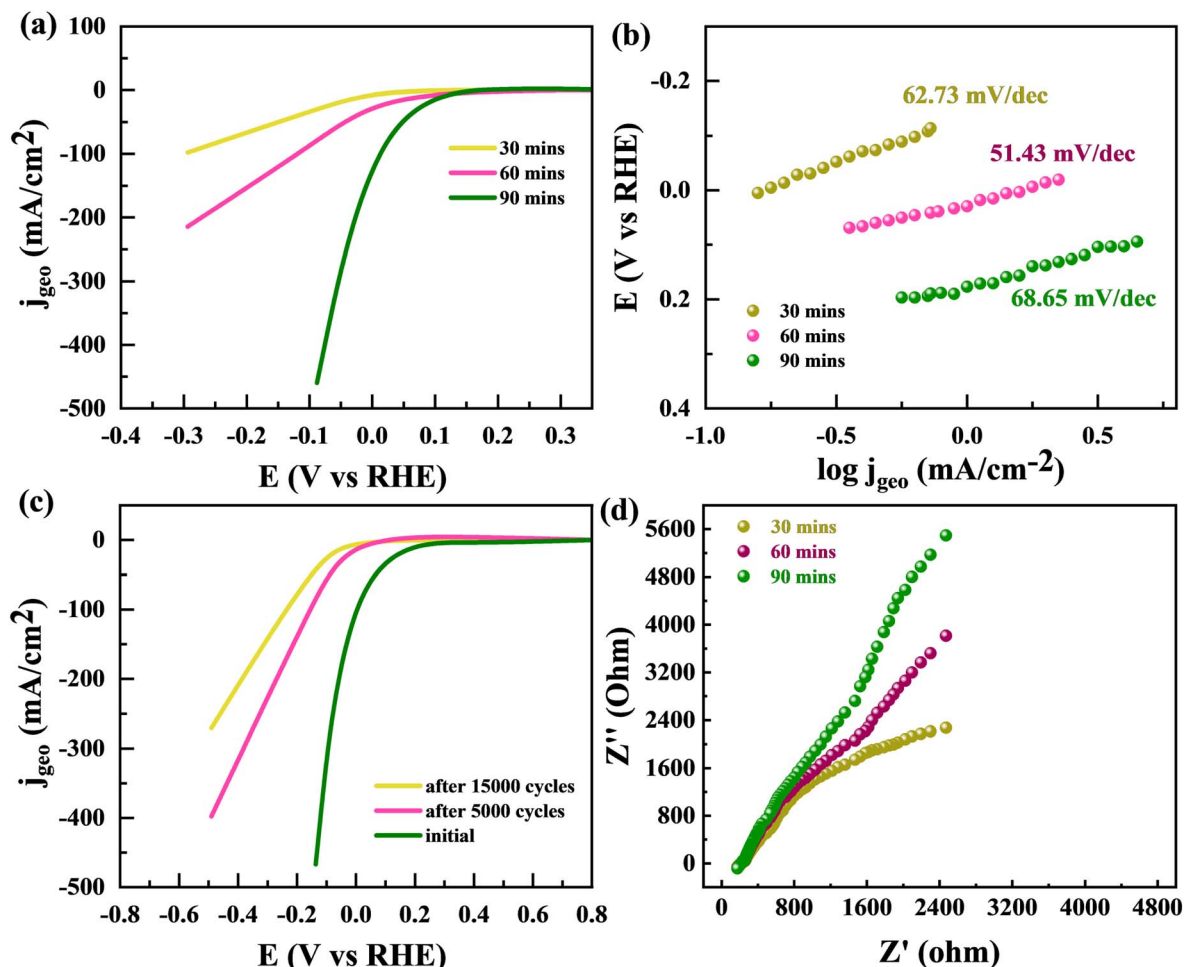 (a)
100
0
-100
-200
-300
-400
-500
-0.4 -0.3 -0.2 -0.1 0.0 0.1 0.2 0.3
j_geo (mA/cm²)
E (V vs RHE)
30 mins
60 mins
90 mins
(b)
-0.2
0.0
0.2
0.4
-1.0 -0.5 0.0 0.5
E (V vs RHE)
log j_geo (mA/cm⁻²)
62.73 mV/dec
51.43 mV/dec
68.65 mV/dec
30 mins
60 mins
90 mins
(c)
0
-100
-200
-300
-400
-500
-0.8 -0.6 -0.4 -0.2 0.0 0.2 0.4 0.6 0.8
j_geo (mA/cm²)
E (V vs RHE)
after 15000 cycles
after 5000 cycles
initial
(d)
5600
4800
4000
3200
2400
1600
800
0
0 800 1600 2400 3200 4000 4800
Z'' (Ohm)
Z' (ohm)
30 mins
60 mins
90 mins